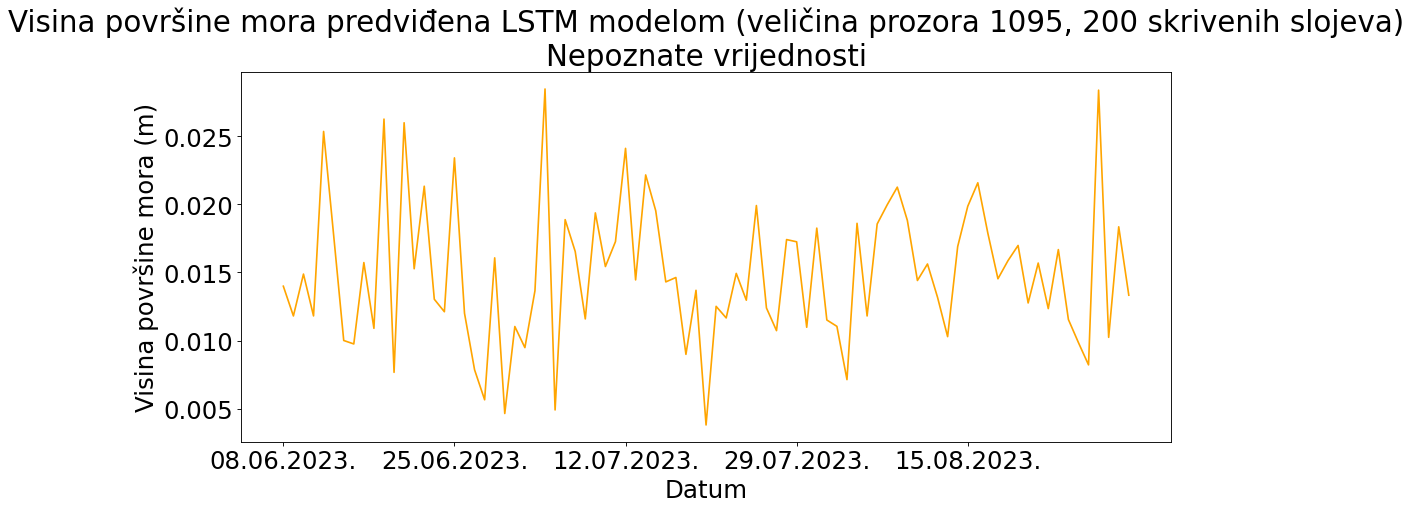 Visina površine mora predviđena LSTM modelom (veličina prozora 1095, 200 skrivenih slojeva)
Nepoznate vrijednosti
Visina površine mora (m)
0.025
0.020
0.015
0.010
0.005
08.06.2023. 25.06.2023. 12.07.2023. 29.07.2023. 15.08.2023.
Datum